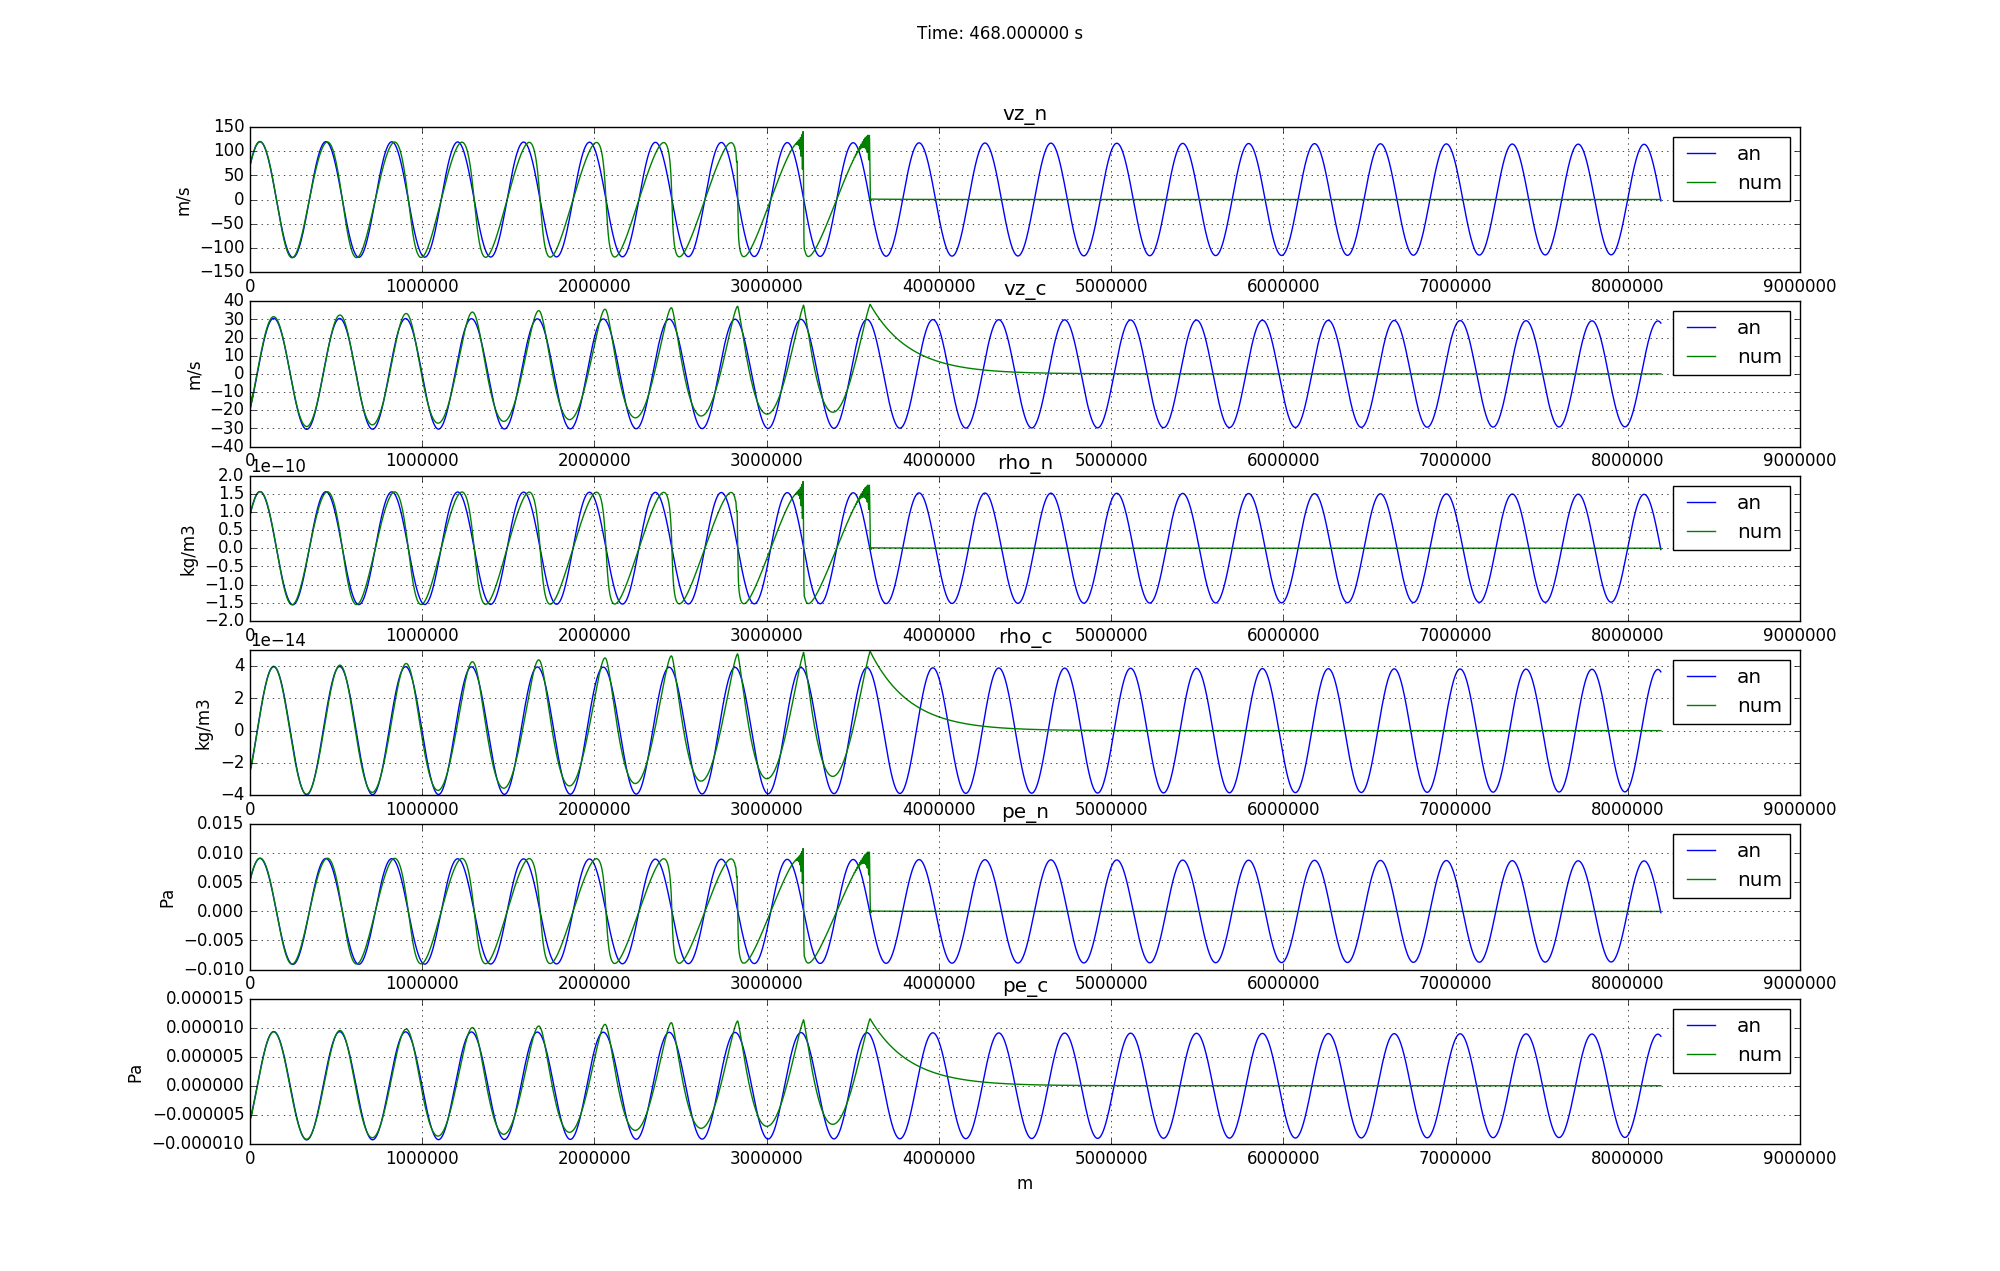 Time: 468.000000 s
vz_n
150
100
50
0
−50
−100
−150
m/s
an
num
0 1000000 2000000 3000000 4000000 5000000 6000000 7000000 8000000 9000000
vz_c
40
30
20
10
0
−10
−20
−30
−40
m/s
an
num
0 1000000 2000000 3000000 4000000 5000000 6000000 7000000 8000000 9000000
1e−10
rho_n
2.0
1.5
1.0
0.5
0.0
−0.5
−1.0
−1.5
−2.0
kg/m3
an
num
0 1000000 2000000 3000000 4000000 5000000 6000000 7000000 8000000 9000000
1e−14
rho_c
4
2
0
−2
−4
kg/m3
an
num
0 1000000 2000000 3000000 4000000 5000000 6000000 7000000 8000000 9000000
pe_n
0.015
0.010
0.005
0.000
−0.005
−0.010
Pa
an
num
0 1000000 2000000 3000000 4000000 5000000 6000000 7000000 8000000 9000000
pe_c
0.000015
0.000010
0.000005
0.000000
−0.000005
−0.000010
Pa
an
num
0 1000000 2000000 3000000 4000000 5000000 6000000 7000000 8000000 9000000
m